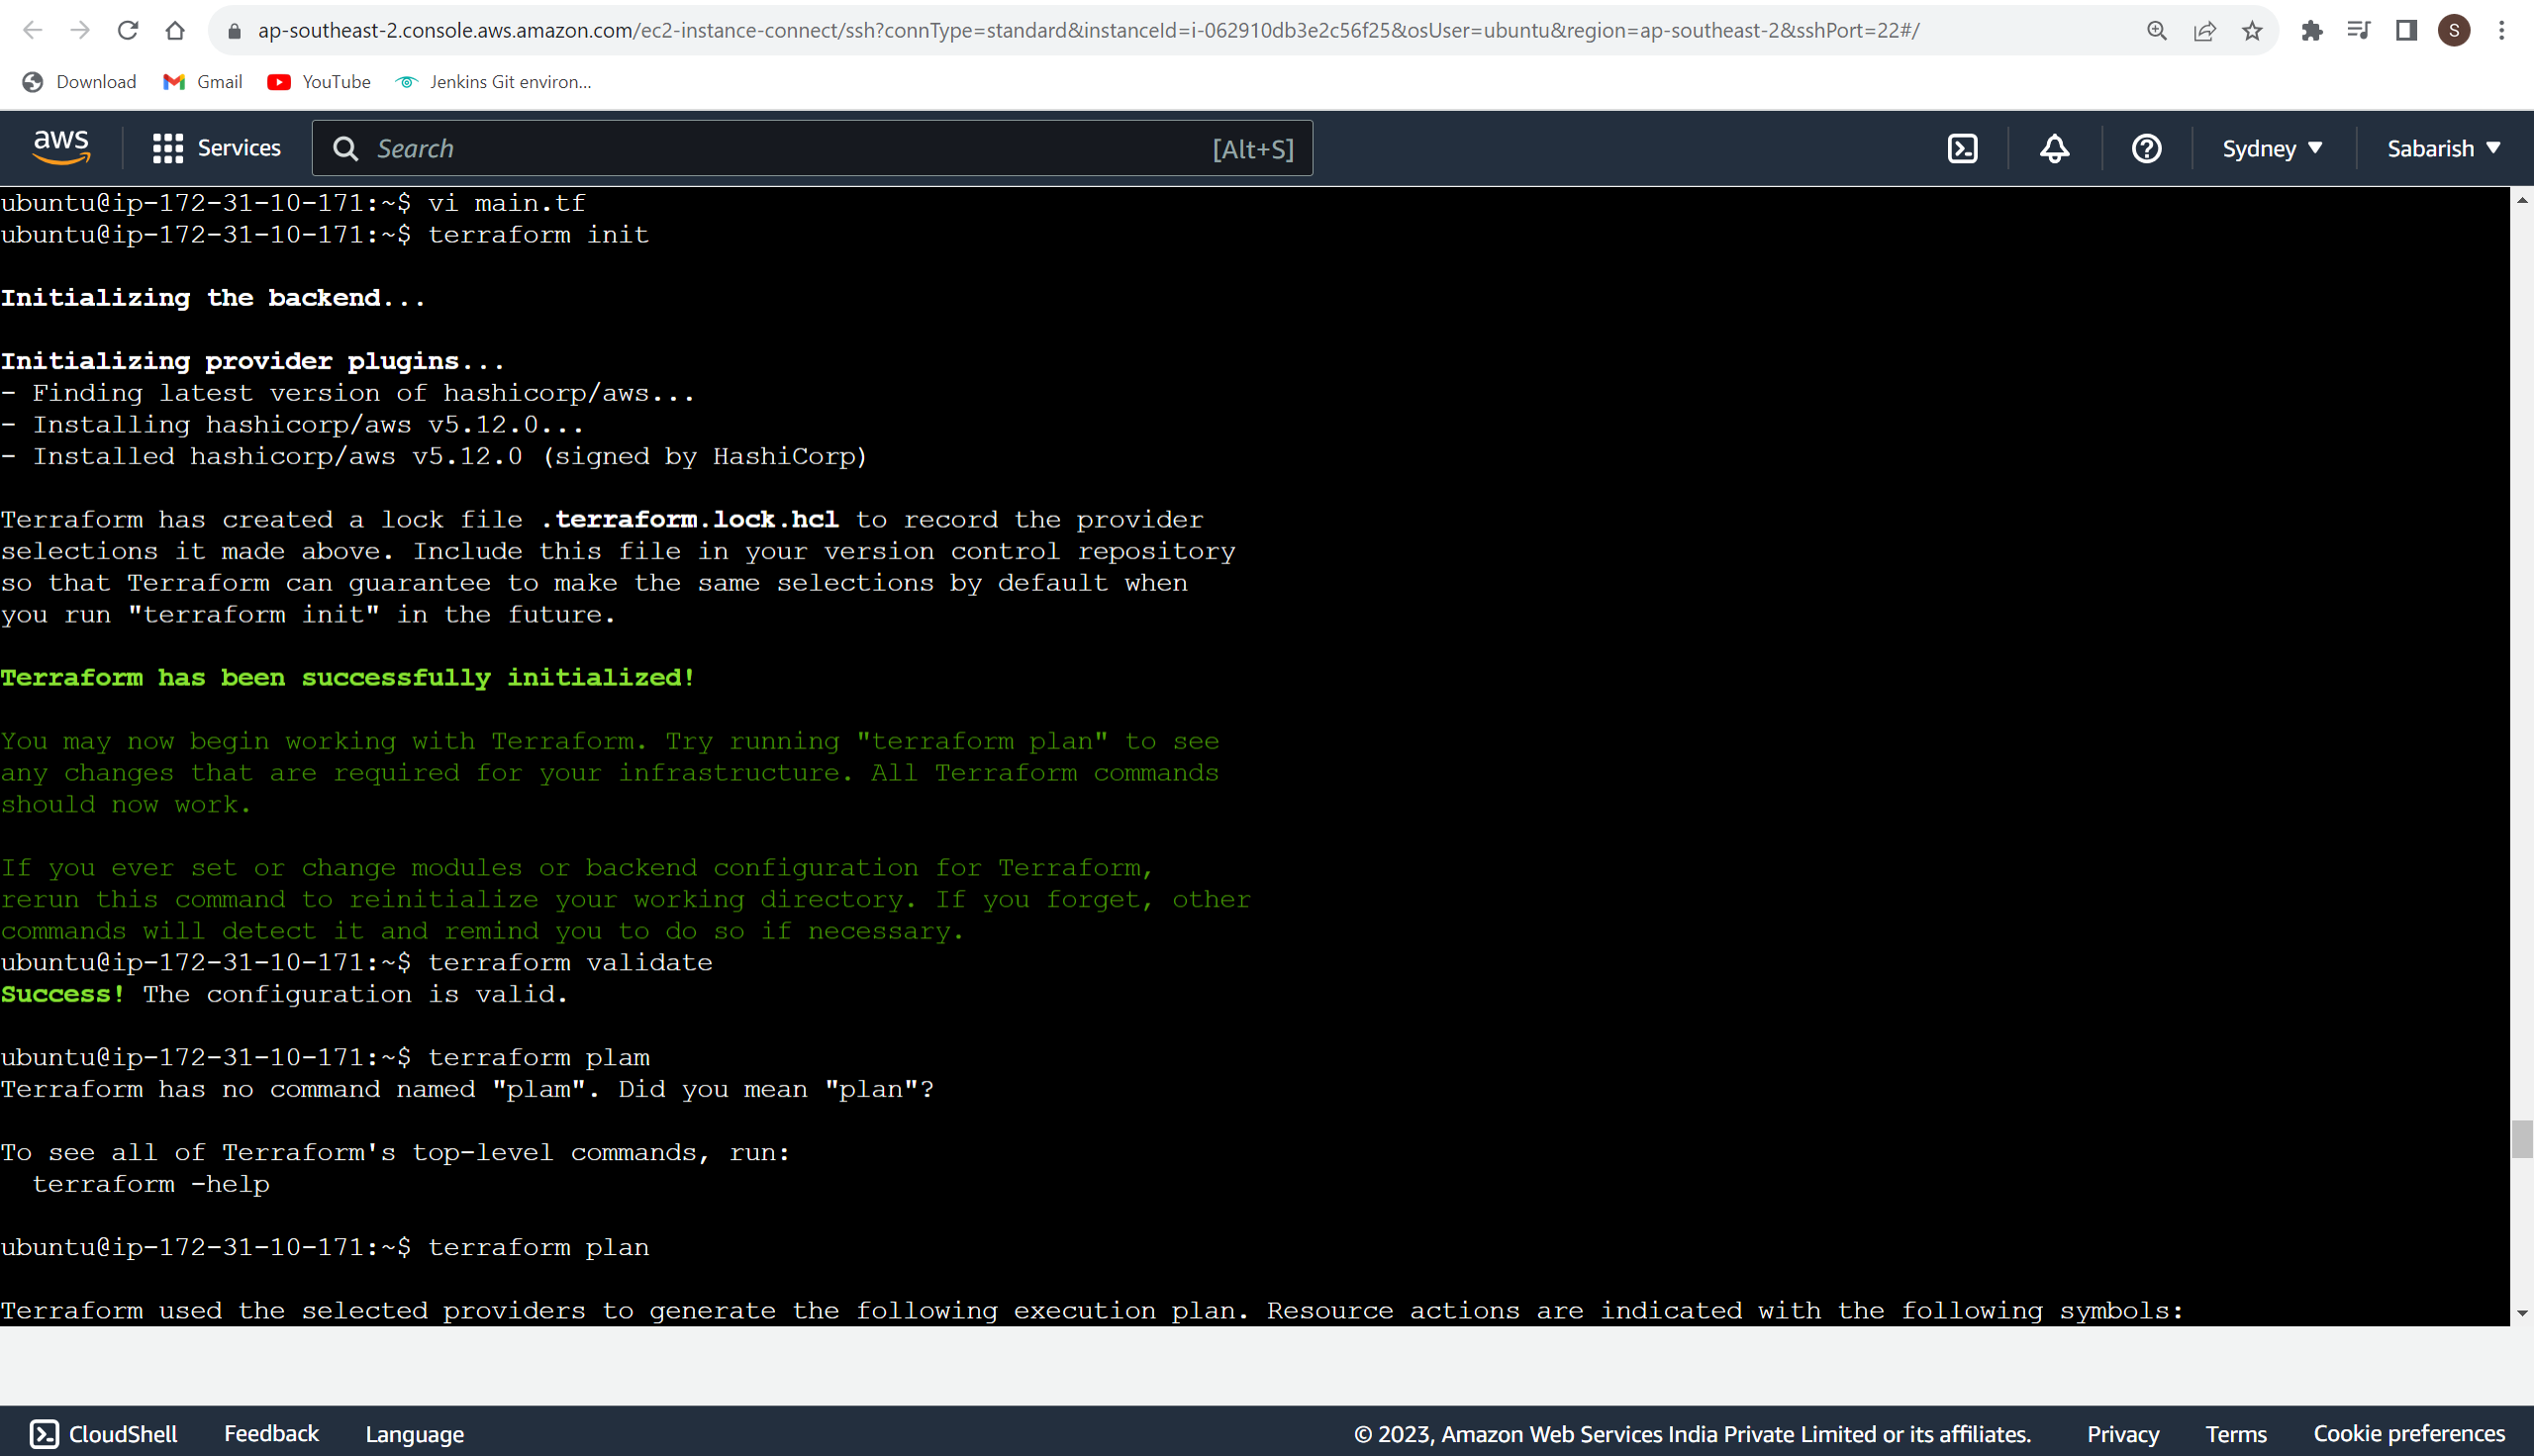 ap-southeast-2.console.aws.amazon.com/ec2-instance-connect/ssh?connType=standard&instanceId=i-062910db3e2c56f25&osUser=ubuntu&region=ap-southeast-2&sshPort=22#/
S
Download Gmail YouTube Jenkins Git environ...
aws Services Search [Alt+S] Sydney Sabarish
ubuntu@ip-172-31-10-171:~$ vi main.tf
ubuntu@ip-172-31-10-171:~$ terraform init
Initializing the backend...
Initializing provider plugins...
- Finding latest version of hashicorp/aws...
- Installing hashicorp/aws v5.12.0...
- Installed hashicorp/aws v5.12.0 (signed by HashiCorp)
Terraform has created a lock file .terraform.lock.hcl to record the provider
selections it made above. Include this file in your version control repository
so that Terraform can guarantee to make the same selections by default when
you run "terraform init" in the future.
Terraform has been successfully initialized!
You may now begin working with Terraform. Try running "terraform plan" to see
any changes that are required for your infrastructure. All Terraform commands
should now work.
If you ever set or change modules or backend configuration for Terraform,
rerun this command to reinitialize your working directory. If you forget, other
commands will detect it and remind you to do so if necessary.
ubuntu@ip-172-31-10-171:~$ terraform validate
Success! The configuration is valid.
ubuntu@ip-172-31-10-171:~$ terraform plam
Terraform has no command named "plam". Did you mean "plan"?
To see all of Terraform's top-level commands, run:
  terraform -help
ubuntu@ip-172-31-10-171:~$ terraform plan
Terraform used the selected providers to generate the following execution plan. Resource actions are indicated with the following symbols:
CloudShell Feedback Language © 2023, Amazon Web Services India Private Limited or its affiliates. Privacy Terms Cookie preferences